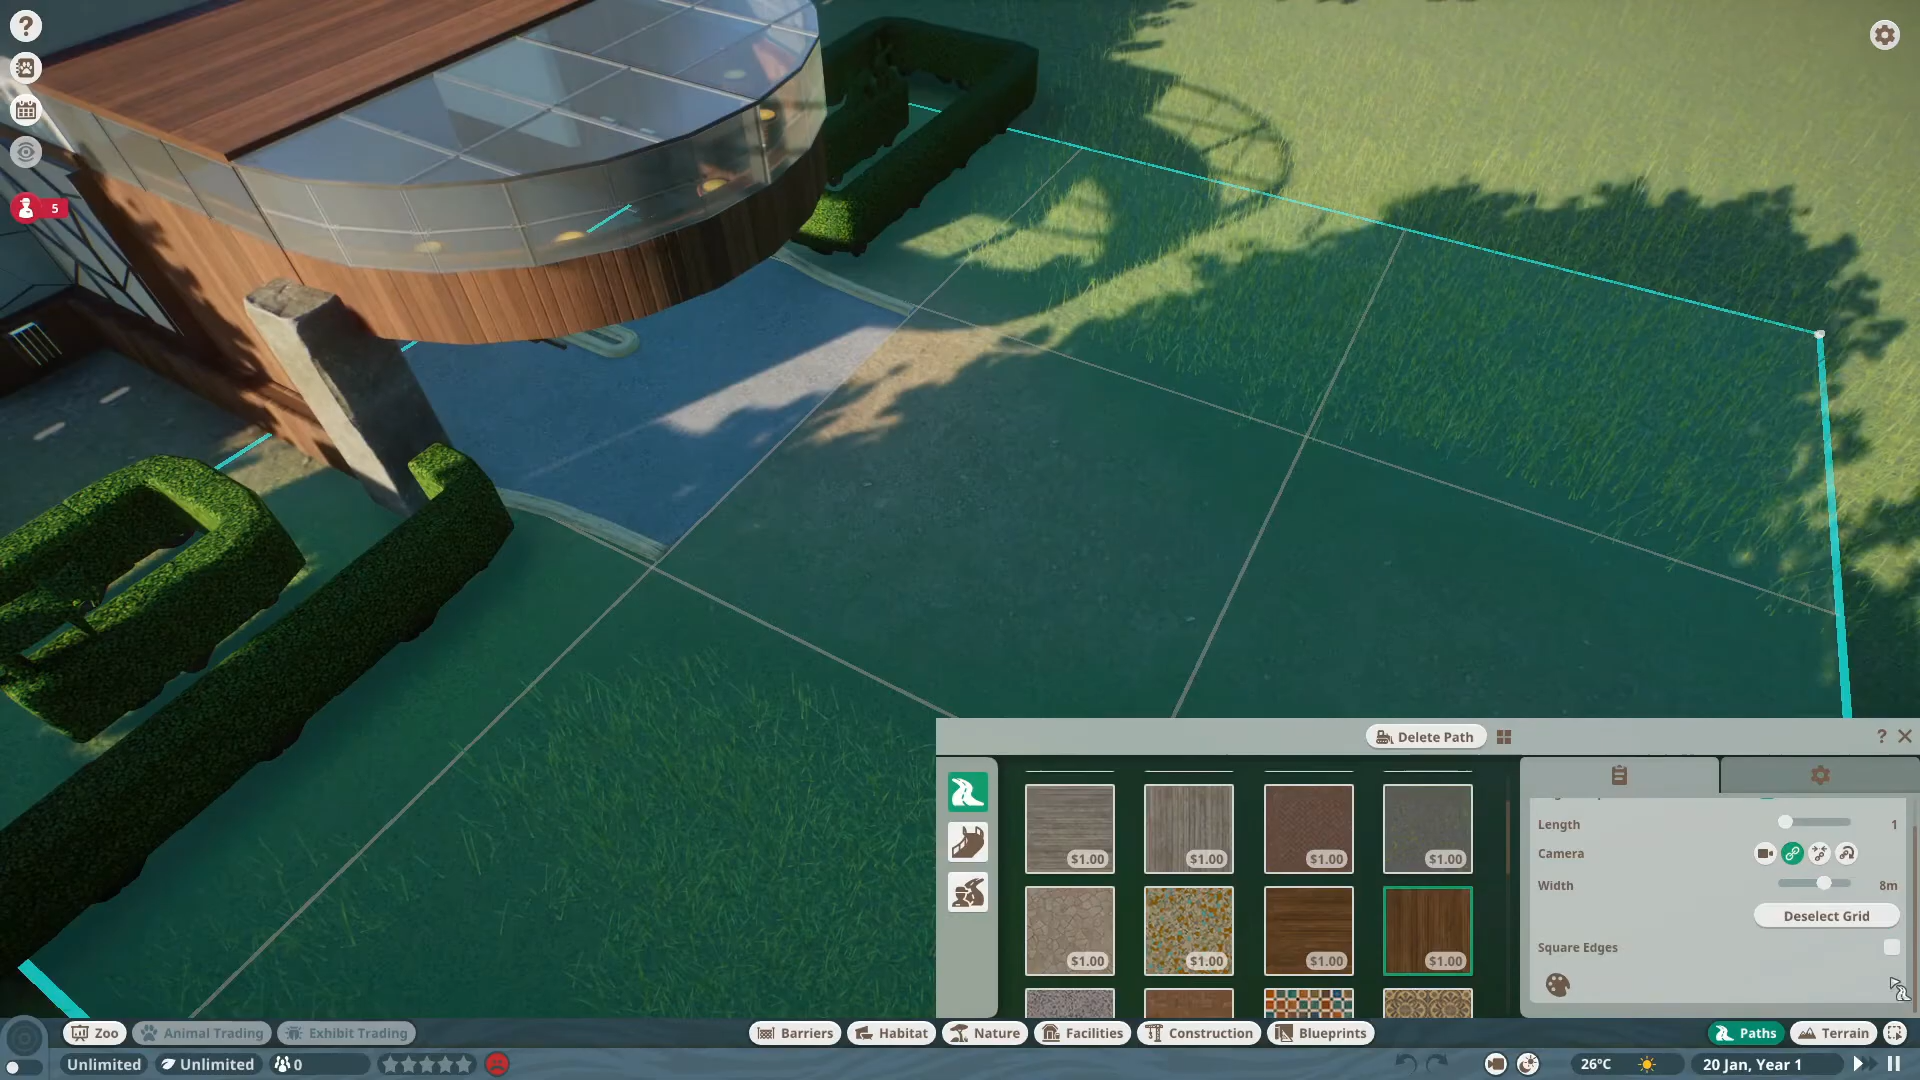 ?
5
Delete Path
?
$1.00
$1.00
$1.00
$1.00
$1.00
$1.00
$1.00
$1.00
Length
1
Camera
Width
8m
Deselect Grid
Square Edges
Zoo
Animal Trading
Exhibit Trading
Barriers
Habitat
Nature
Facilities
Construction
Blueprints
Paths
Terrain
Unlimited
Unlimited
0
26°C
20 Jan, Year 1